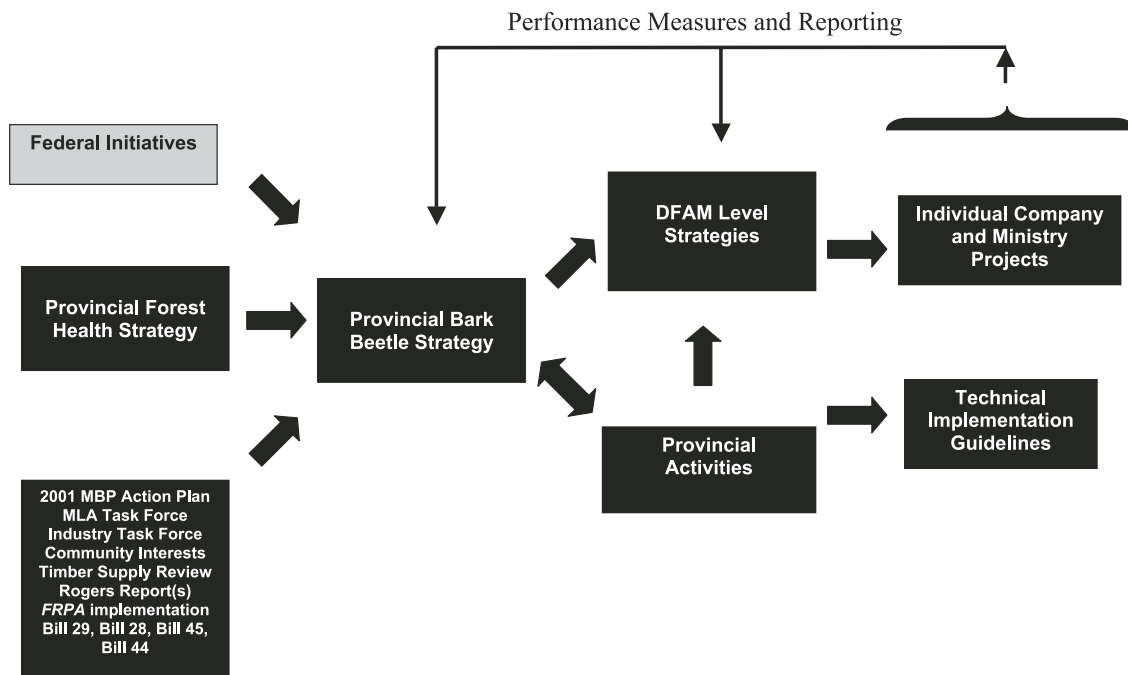 Performance Measures and Reporting
Federal Initiatives
Provincial Forest
Health Strategy
2001 MBP Action Plan
MLA Task Force
Industry Task Force
Community Interests
Timber Supply Review
Rogers Report(s)
FRPA implementation
Bill 29, Bill 28, Bill 45,
Bill 44
Provincial Bark
Beetle Strategy
DFAM Level
Strategies
Provincial
Activities
Individual Company
and Ministry
Projects
Technical
Implementation
Guidelines